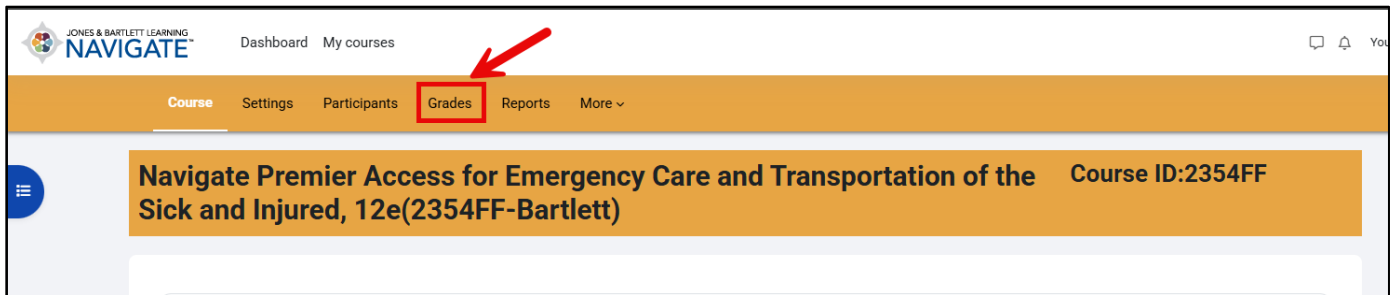 JONES & BARTLETT LEARNING
NAVIGATE™
Dashboard My courses
You
Course Settings Participants Grades Reports More
Navigate Premier Access for Emergency Care and Transportation of the
Sick and Injured, 12e(2354FF-Bartlett)
Course ID:2354FF